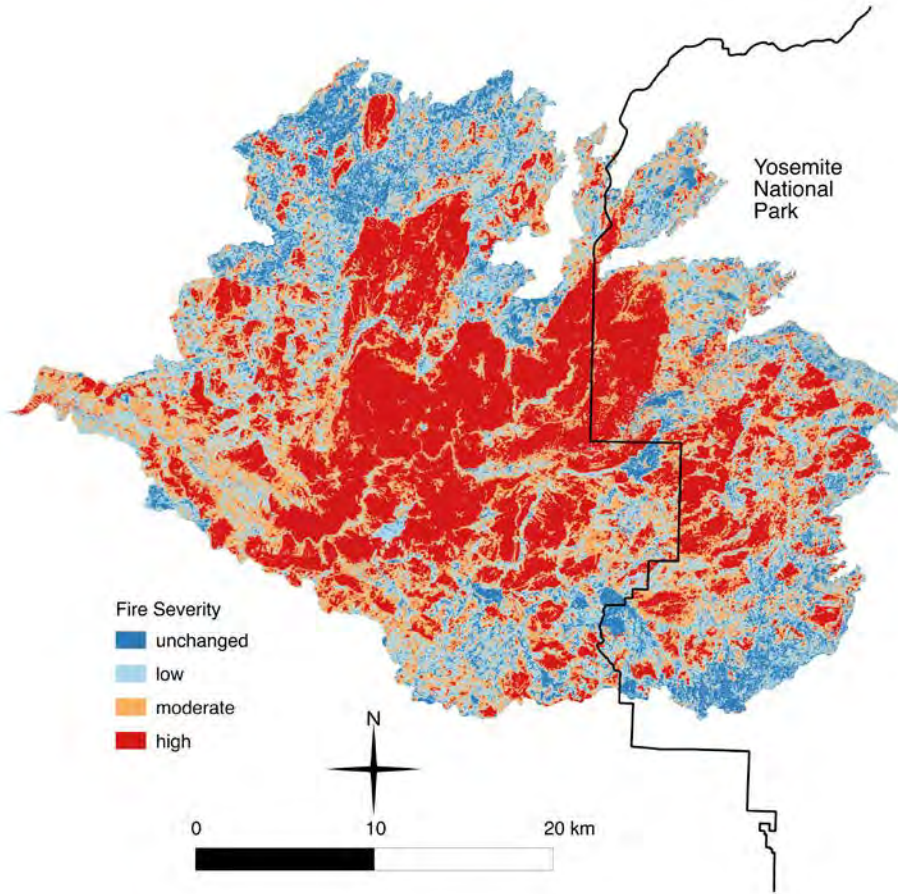 Yosemite
National
Park
Fire Severity
unchanged
low
moderate
high
N
0 10 20 km